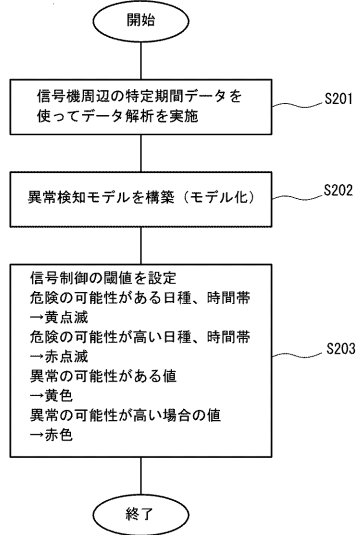 開始
信号機周辺の特定期間データを
使ってデータ解析を実施
S201
異常検知モデルを構築（モデル化）
S202
信号制御の閾値を設定
危険の可能性がある日種、時間帯
→黄点滅
危険の可能性が高い日種、時間帯
→赤点滅
異常の可能性がある値
→黄色
異常の可能性が高い場合の値
→赤色
S203
終了